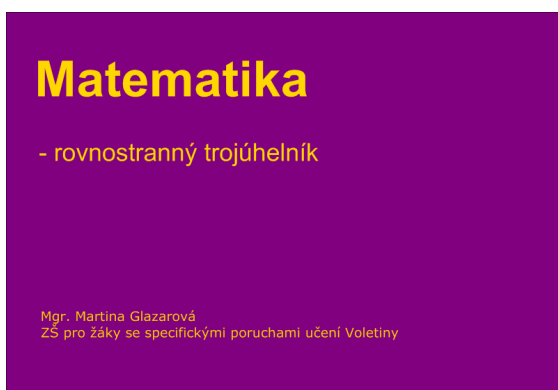 Matematika
- rovnostranný trojúhelník
Mgr. Martina Glazarová
ZŠ pro žáky se specifickými poruchami učení Voletiny